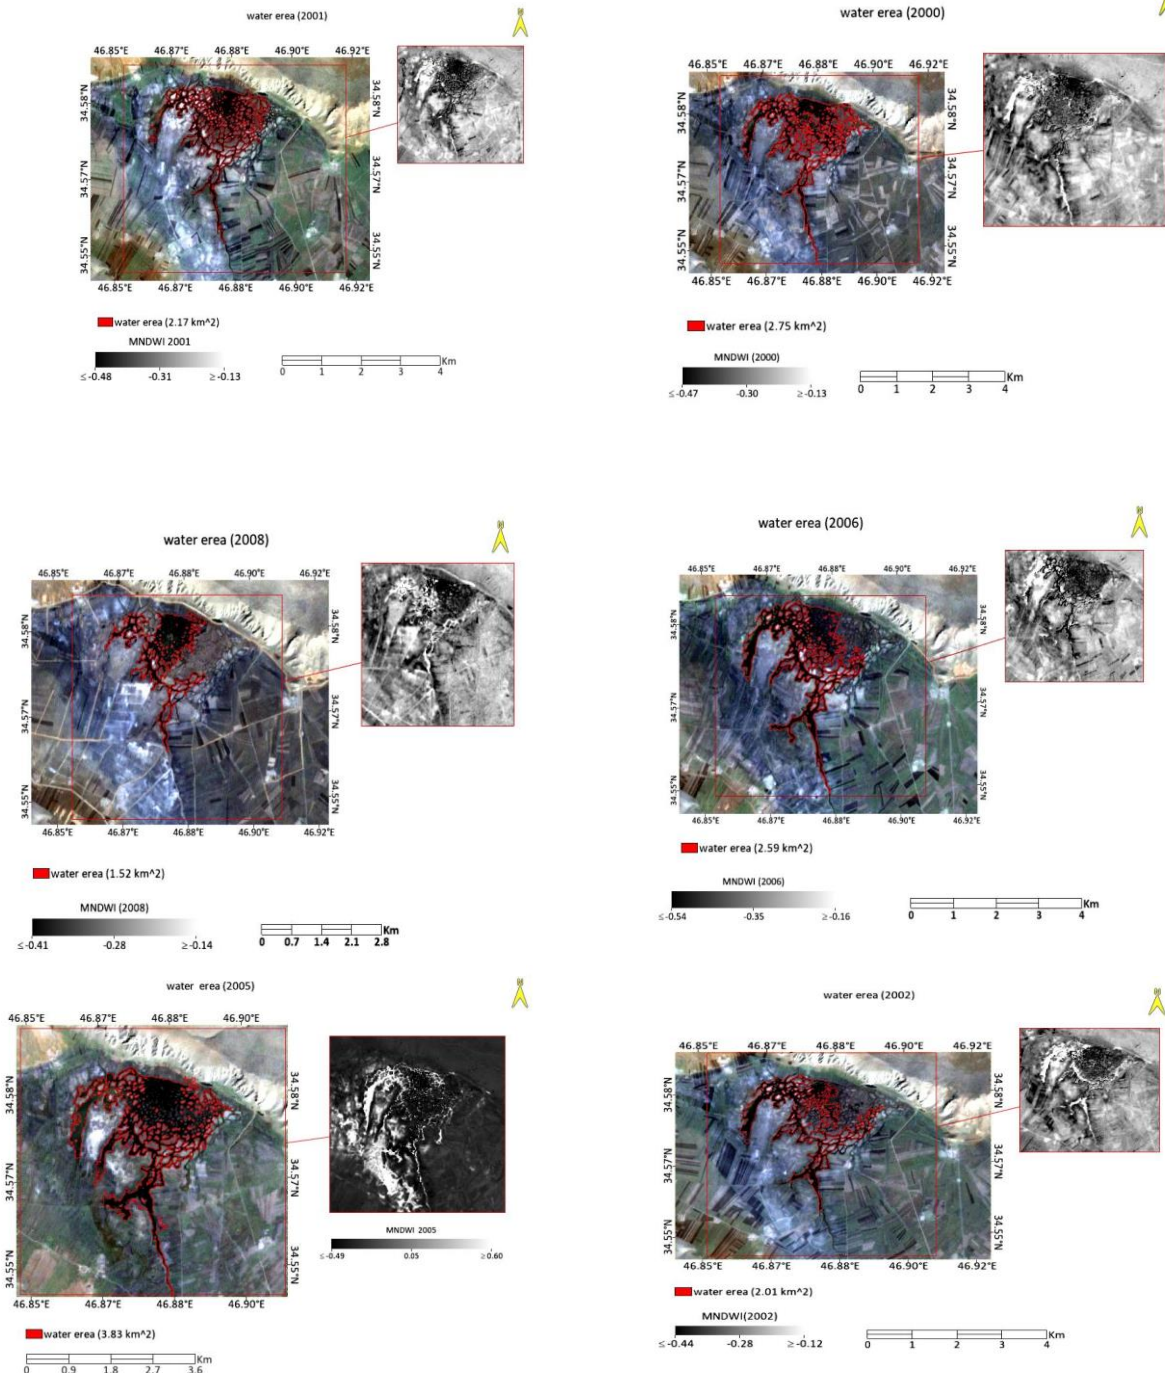 water erea (2001)
N
46.85°E 46.87°E 46.88°E 46.90°E 46.92°E
34.58°N 34.57°N 34.55°N
34.58°N 34.57°N 34.55°N
46.85°E 46.87°E 46.88°E 46.90°E 46.92°E
water erea (2.17 km^2)
MNDWI 2001
≤-0.48 -0.31 ≥-0.13
Km
0 1 2 3 4
water erea (2000)
46.85°E 46.87°E 46.88°E 46.90°E 46.92°E
34.58°N 34.57°N 34.55°N
34.58°N 34.57°N 34.55°N
46.85°E 46.87°E 46.88°E 46.90°E 46.92°E
water erea (2.75 km^2)
MNDWI (2000)
≤-0.47 -0.30 ≥-0.13
Km
0 1 2 3 4
water erea (2008)
N
46.85°E 46.87°E 46.88°E 46.90°E 46.92°E
34.58°N 34.57°N 34.55°N
34.58°N 34.57°N 34.55°N
46.85°E 46.87°E 46.88°E 46.90°E 46.92°E
water erea (1.52 km^2)
MNDWI (2008)
≤-0.41 -0.28 ≥-0.14
Km
0 0.7 1.4 2.1 2.8
water erea (2006)
N
46.85°E 46.87°E 46.88°E 46.90°E 46.92°E
34.58°N 34.57°N 34.55°N
34.58°N 34.57°N 34.55°N
46.85°E 46.87°E 46.88°E 46.90°E 46.92°E
water erea (2.59 km^2)
MNDWI (2006)
≤-0.54 -0.35 ≥-0.16
Km
0 1 2 3 4
water erea (2005)
N
46.85°E 46.87°E 46.88°E 46.90°E
34.58°N 34.57°N 34.55°N
34.58°N 34.57°N 34.55°N
46.85°E 46.87°E 46.88°E 46.90°E
MNDWI 2005
≤-0.49 0.05 ≥0.60
water erea (3.83 km^2)
Km
0 0.9 1.8 2.7 3.6
water erea (2002)
N
46.85°E 46.87°E 46.88°E 46.90°E 46.92°E
34.58°N 34.57°N 34.55°N
34.58°N 34.57°N 34.55°N
46.85°E 46.87°E 46.88°E 46.90°E 46.92°E
water erea (2.01 km^2)
MNDWI(2002)
≤-0.44 -0.28 ≥-0.12
Km
0 1 2 3 4